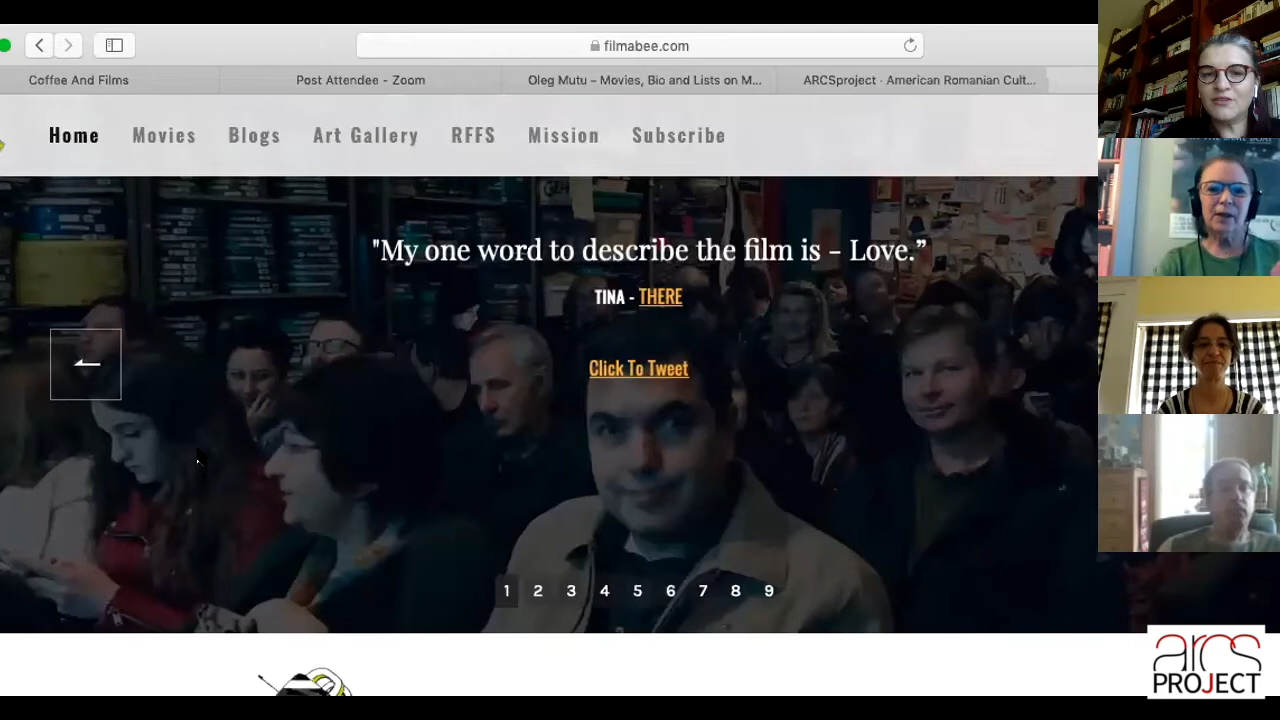 filmabee.com
Coffee And Films
Post Attendee - Zoom
Oleg Mutu – Movies, Bio and Lists on M...
ARCSproject · American Romanian Cult...
Home Movies Blogs Art Gallery RFFS Mission Subscribe
"My one word to describe the film is – Love.”
TINA - THERE
Click To Tweet
1 2 3 4 5 6 7 8 9
arcs
PROJECT